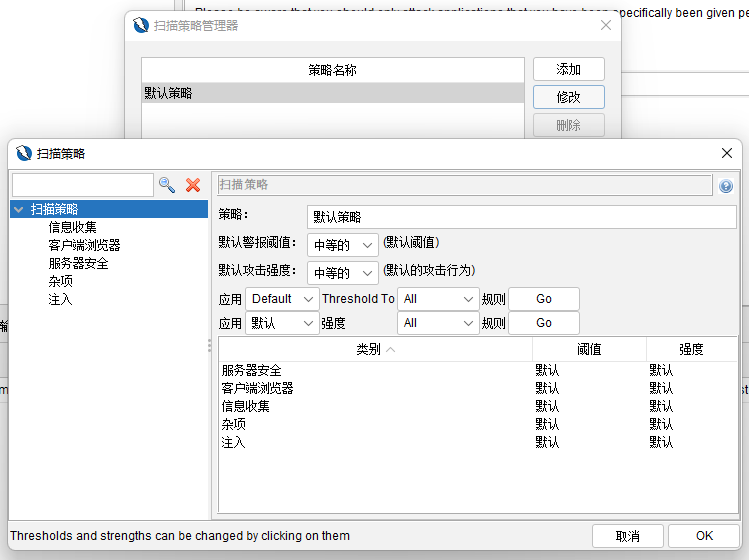 Please be aware that you should only attack applications that you have been specifically been given pe
扫描策略管理器
策略名称
添加
默认策略
修改
删除
扫描策略
扫描策略
信息收集
客户端浏览器
服务器安全
杂项
注入
扫描策略
策略:
默认策略
默认警报阈值:
中等的
(默认阈值)
默认攻击强度:
中等的
(默认的攻击行为)
应用
Default
Threshold To
All
规则
Go
应用
默认
强度
All
规则
Go
类别
阈值
强度
服务器安全
默认
默认
客户端浏览器
默认
默认
信息收集
默认
默认
杂项
默认
默认
注入
默认
默认
Thresholds and strengths can be changed by clicking on them
取消
OK